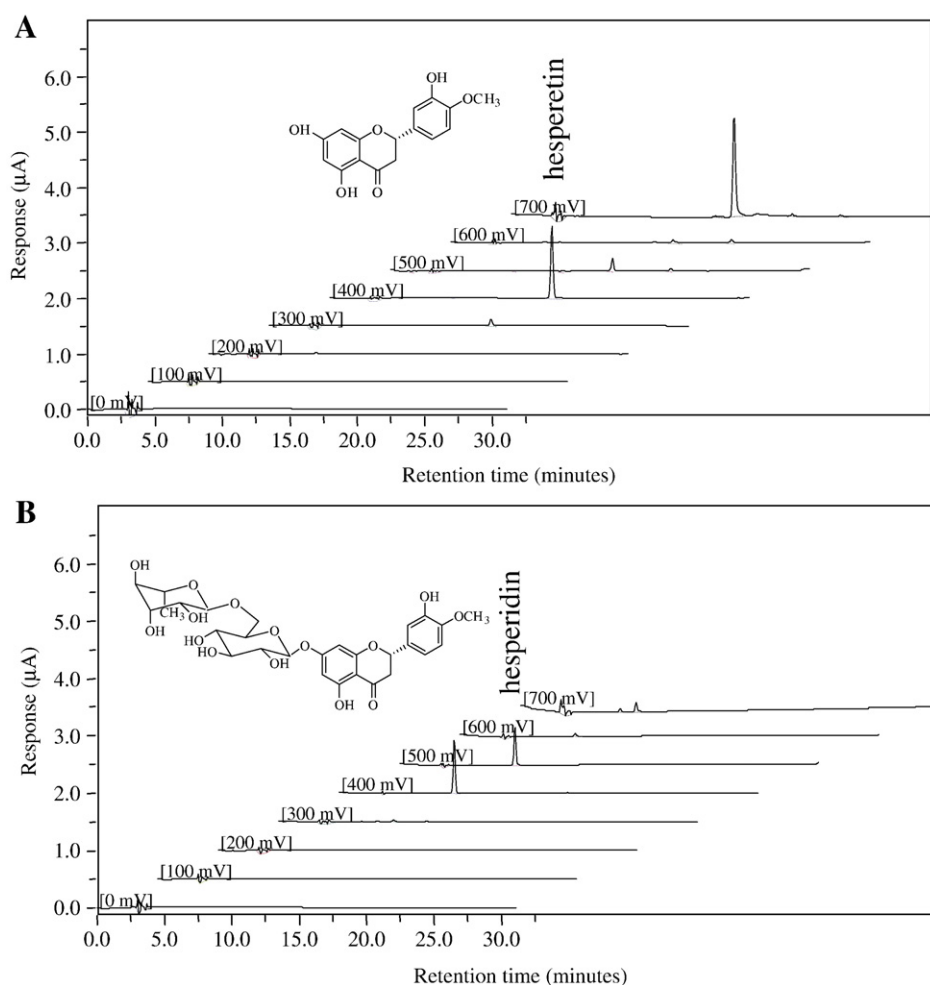 A
6.0
5.0
4.0
3.0
2.0
1.0
0.0
Response (µA)
OH
OCH3
HO
O
OH
O
hesperetin
[700 mV]
[600 mV]
[500 mV]
[400 mV]
[300 mV]
[200 mV]
[100 mV]
[0 mV]
0.0 5.0 10.0 15.0 20.0 25.0 30.0
Retention time (minutes)
B
6.0
5.0
4.0
3.0
2.0
1.0
0.0
Response (µA)
OH
O
CH3
OH
OH
O
HO
HO
O
OH
O
OH
OCH3
O
OH
O
hesperidin
[700 mV]
[600 mV]
[500 mV]
[400 mV]
[300 mV]
[200 mV]
[100 mV]
[0 mV]
0.0 5.0 10.0 15.0 20.0 25.0 30.0
Retention time (minutes)